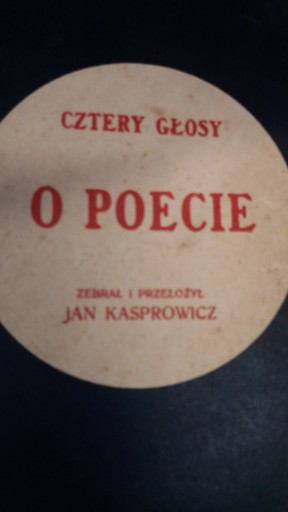 CZTERY GŁOSY
O POECIE
ZEBRAŁ I PRZEŁOŻYŁ
JAN KASPROWICZ